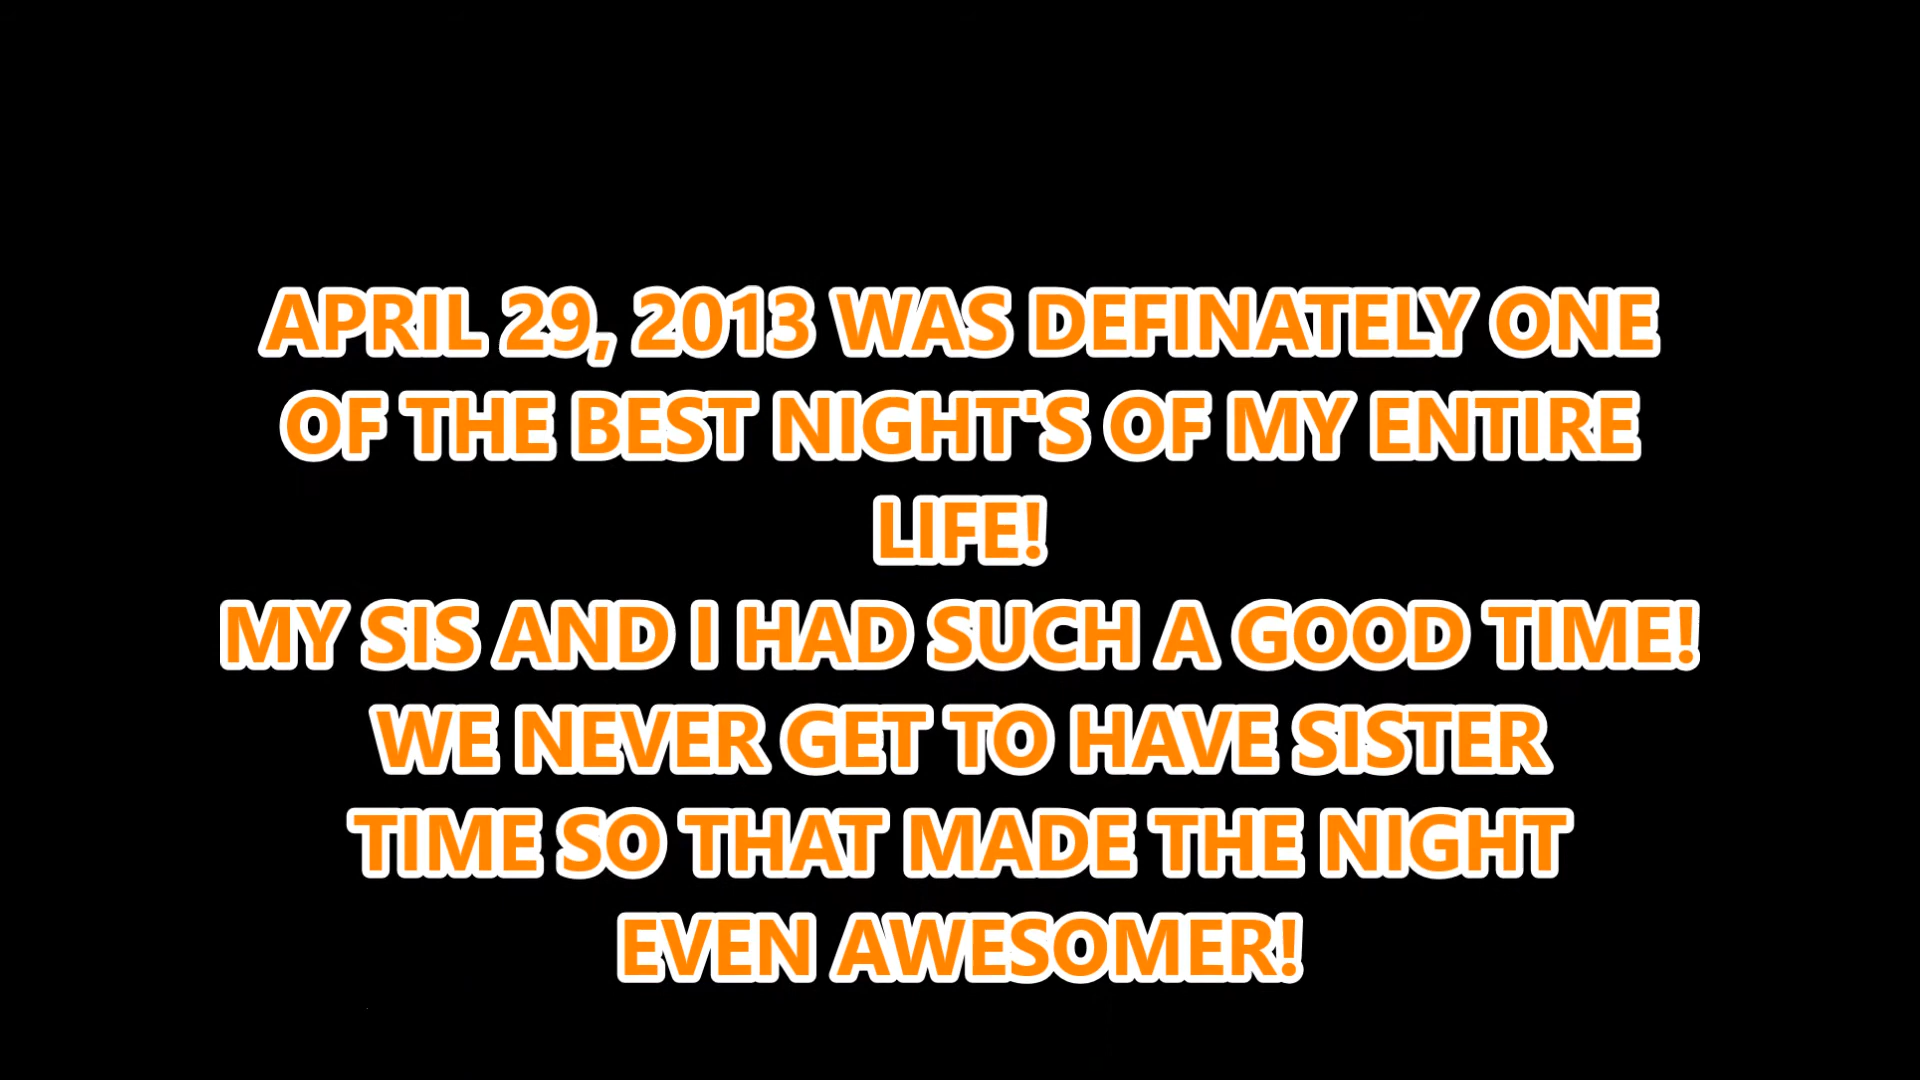 APRIL 29, 2013 WAS DEFINATELY ONE
OF THE BEST NIGHT'S OF MY ENTIRE
LIFE!
MY SIS AND I HAD SUCH A GOOD TIME!
WE NEVER GET TO HAVE SISTER
TIME SO THAT MADE THE NIGHT
EVEN AWESOMER!